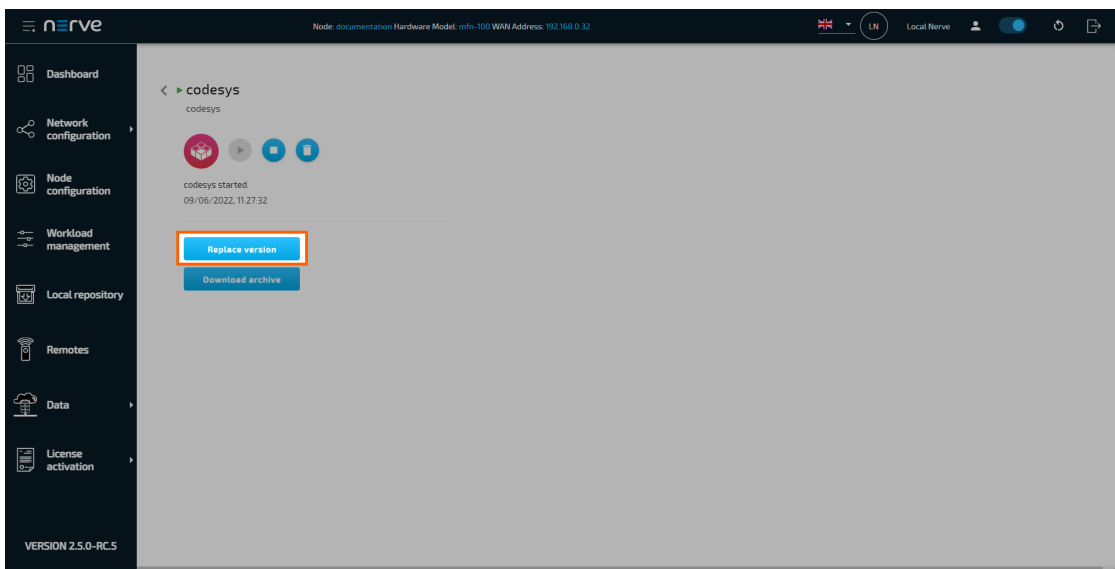 nerve
Node: documentation Hardware Model: mfn-100 WAN Address: 192.168.0.32
LN
Local Nerve
Dashboard
Network
configuration
Node
configuration
Workload
management
Local repository
Remotes
Data
License
activation
VERSION 2.5.0-RC.5
codesys
codesys
codesys started.
09/06/2022, 11:27:32
Replace version
Download archive